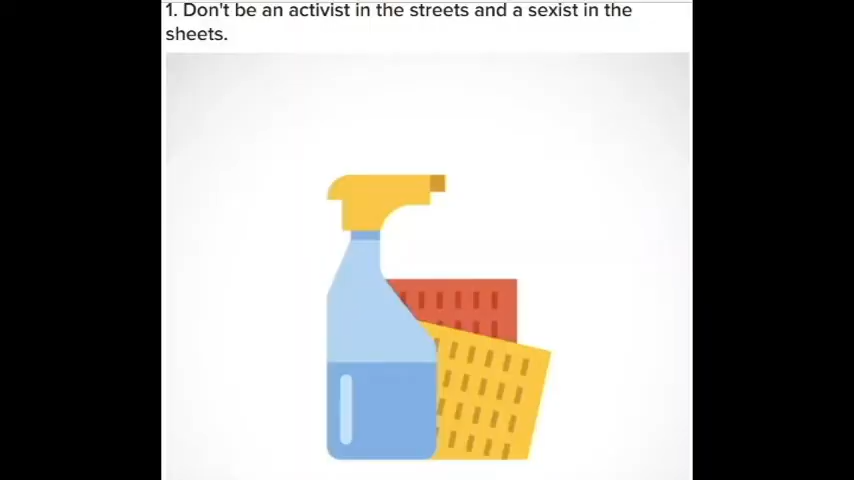 1. Don't be an activist in the streets and a sexist in the
sheets.